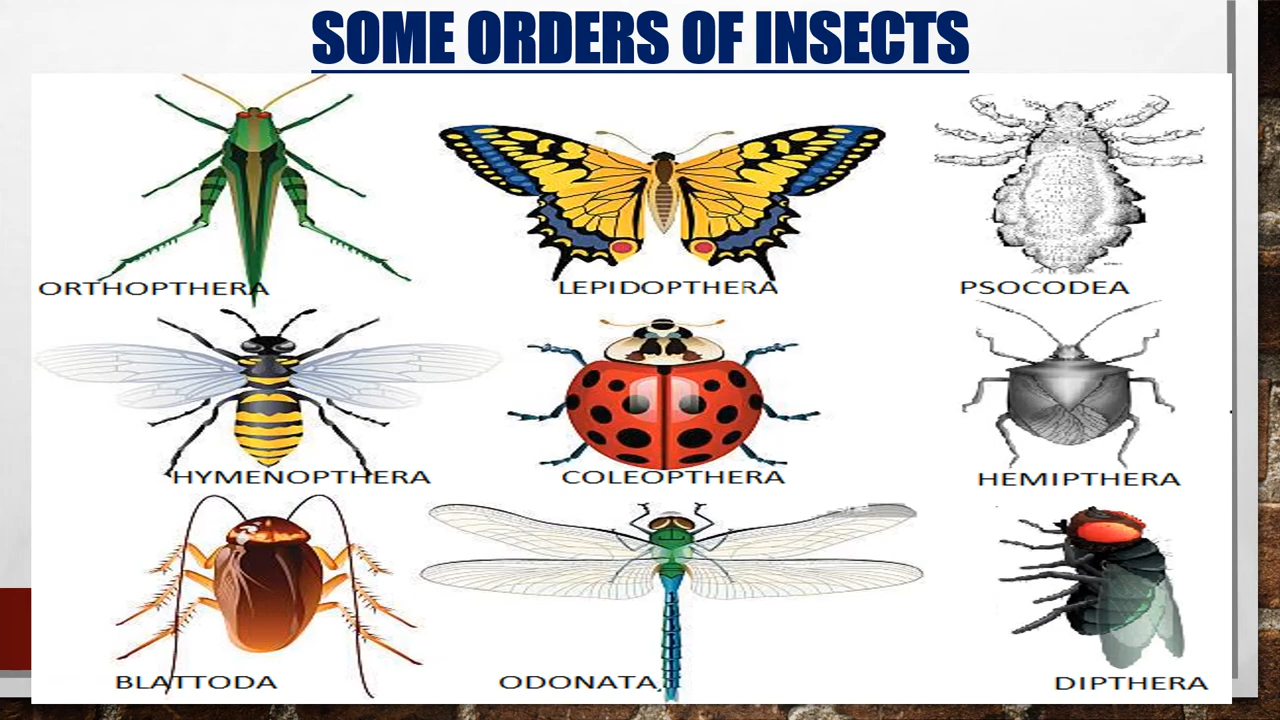 SOME ORDERS OF INSECTS
ORTHOPTHERA
LEPIDOPTHERA
PSOCODEA
HYMENOPTHERA
COLEOPTHERA
HEMIPTHERA
BLATTODA
ODONATA
DIPTHERA